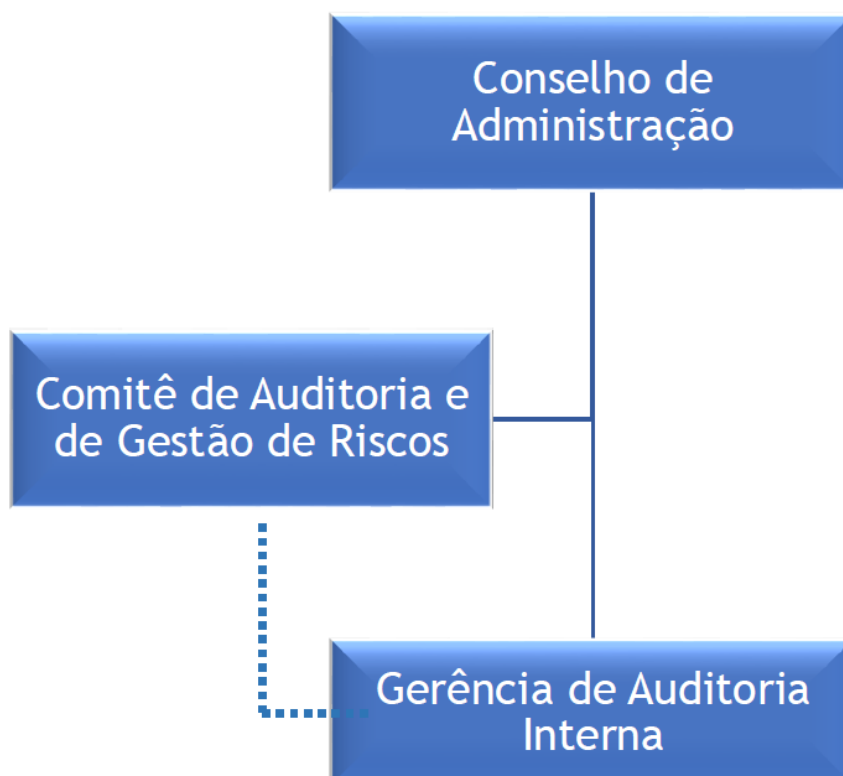 Conselho de
Administração
Comitê de Auditoria e
de Gestão de Riscos
Gerência de Auditoria
Interna